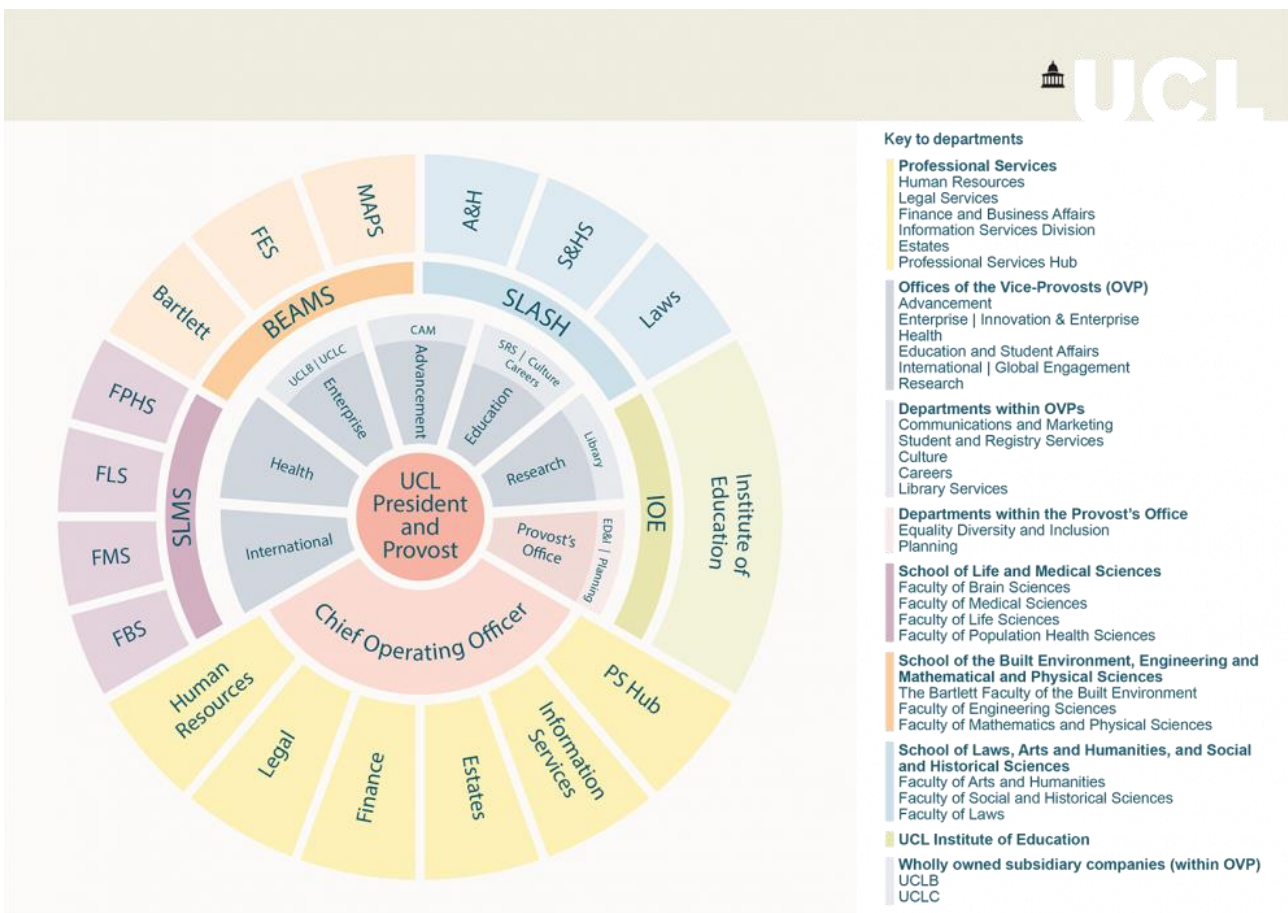 UCL
MAPS
A&H
FES
S&HS
Bartlett
Laws
BEAMS
SLASH
FPHS
FLS
FMS
FBS
SLMS
IOE
Institute of
Education
UCLB | UCLC
Enterprise
CAM
Advancement
SRS | Culture
Careers
Education
Library
Research
Health
International
UCL
President
and
Provost
Provost's
Office
ED&I | Planning
Chief Operating Officer
Human
Resources
Legal
Finance
Estates
Information
Services
PS Hub
Key to departments
Professional Services
Human Resources
Legal Services
Finance and Business Affairs
Information Services Division
Estates
Professional Services Hub
Offices of the Vice-Provosts (OVP)
Advancement
Enterprise | Innovation & Enterprise
Health
Education and Student Affairs
International | Global Engagement
Research
Departments within OVPs
Communications and Marketing
Student and Registry Services
Culture
Careers
Library Services
Departments within the Provost's Office
Equality Diversity and Inclusion
Planning
School of Life and Medical Sciences
Faculty of Brain Sciences
Faculty of Medical Sciences
Faculty of Life Sciences
Faculty of Population Health Sciences
School of the Built Environment, Engineering and
Mathematical and Physical Sciences
The Bartlett Faculty of the Built Environment
Faculty of Engineering Sciences
Faculty of Mathematics and Physical Sciences
School of Laws, Arts and Humanities, and Social
and Historical Sciences
Faculty of Arts and Humanities
Faculty of Social and Historical Sciences
Faculty of Laws
UCL Institute of Education
Wholly owned subsidiary companies (within OVP)
UCLB
UCLC